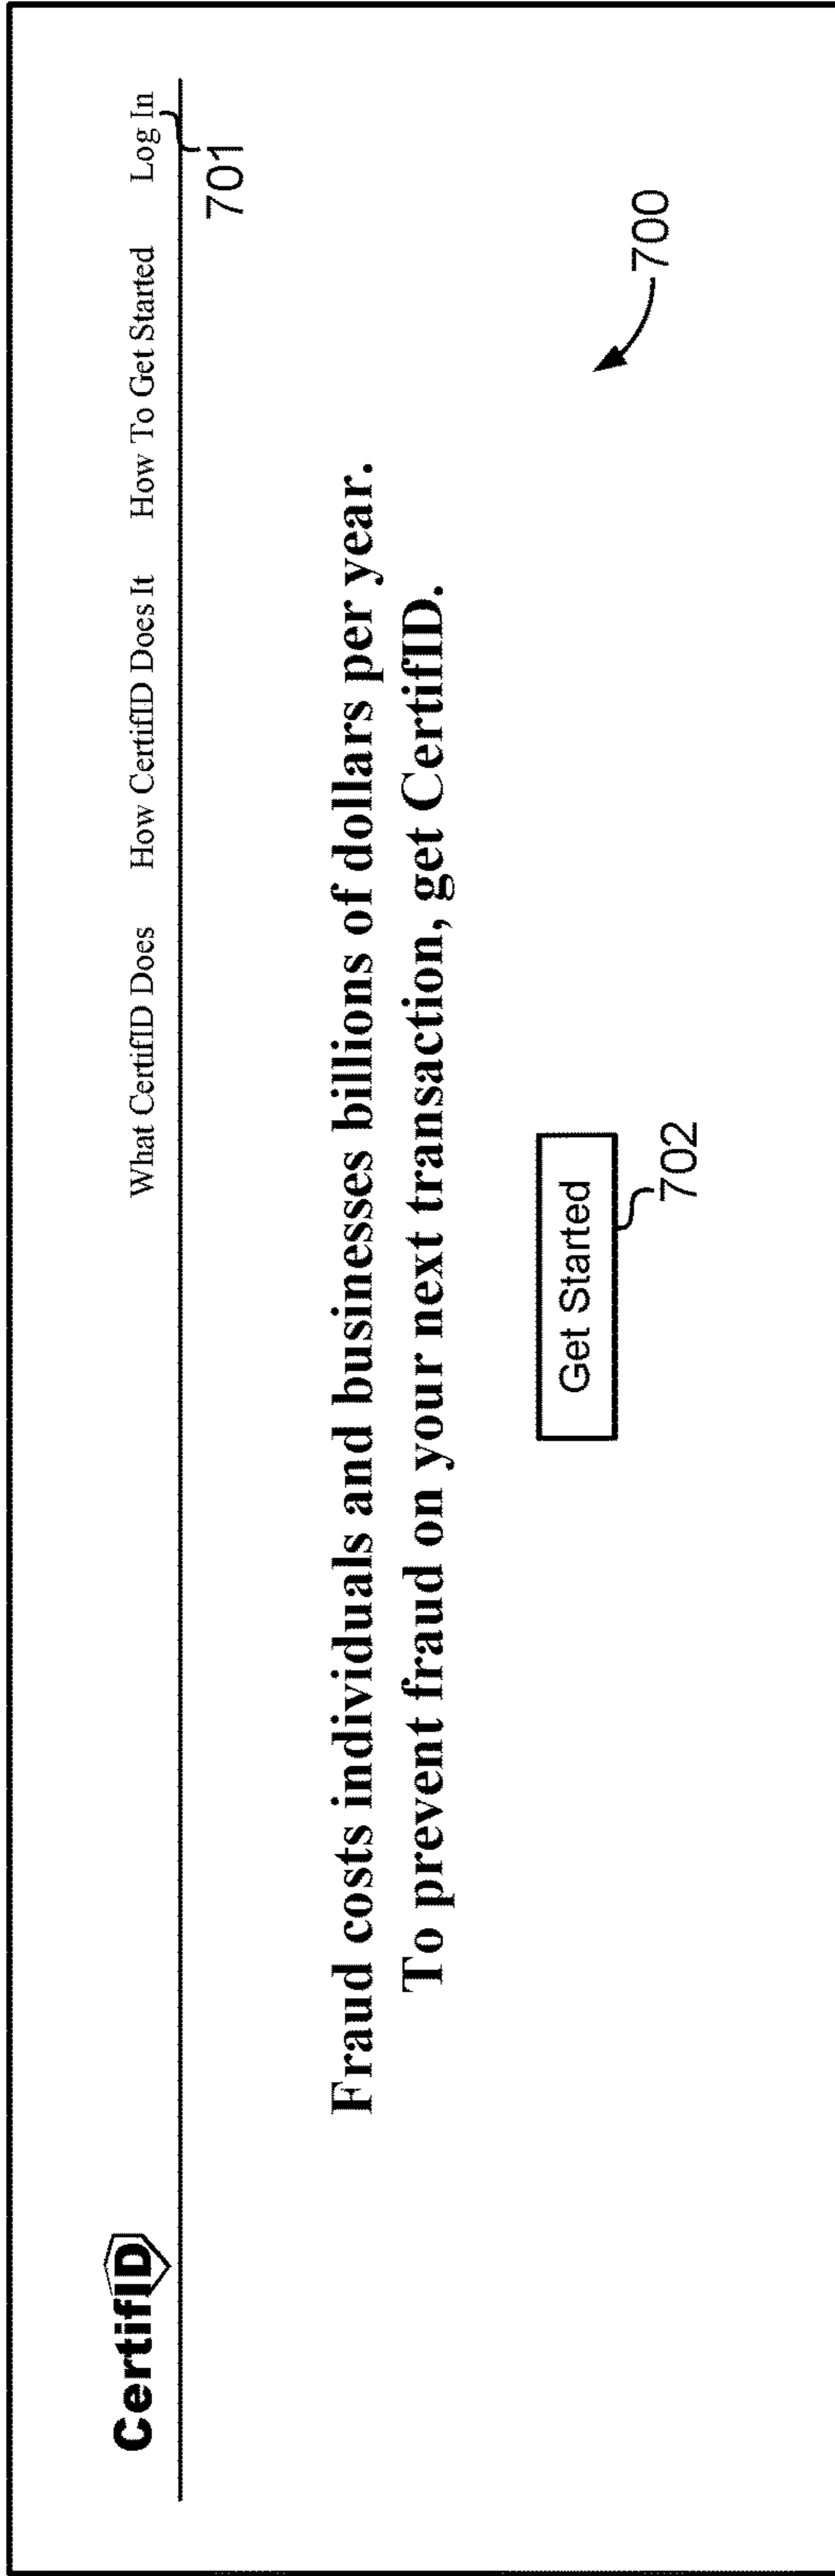 CertifID
What CertifID Does How CertifID Does It How To Get Started Log In
701
Fraud costs individuals and businesses billions of dollars per year.
To prevent fraud on your next transaction, get CertifID.
Get Started
702
700